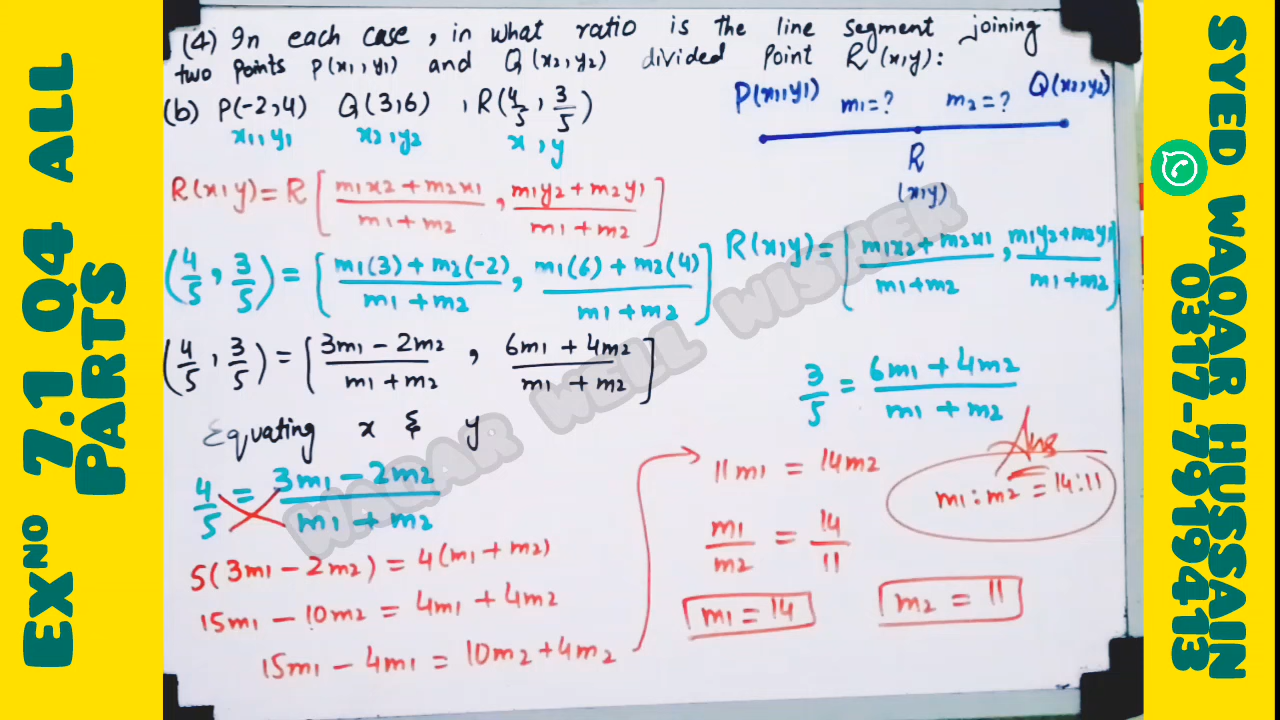 Ex no 7.1 Q4 ALL
PARTS
(4) In each case, in what ratio is the line segment joining
two points P(x1, y1) and Q(x2, y2) divided Point R(x,y):
(b) P(-2,4) Q(3,6) , R(4/5 , 3/5)
x1, y1 x2, y2 x, y
R(x,y) = R [ m1x2 + m2x1 / m1 + m2 , m1y2 + m2y1 / m1 + m2 ]
(4/5 , 3/5) = [ m1(3) + m2(-2) / m1 + m2 , m1(6) + m2(4) / m1 + m2 ]
(4/5 , 3/5) = [ 3m1 - 2m2 / m1 + m2 , 6m1 + 4m2 / m1 + m2 ]
Equating x & y
4/5 = 3m1 - 2m2 / m1 + m2
5(3m1 - 2m2) = 4(m1 + m2)
15m1 - 10m2 = 4m1 + 4m2
15m1 - 4m1 = 10m2 + 4m2
P(x1,y1) m1 = ? m2 = ? Q(x2,y2)
R
(x,y)
R(x,y) = [ m1x2 + m2x1 / m1 + m2 , m1y2 + m2y1 / m1 + m2 ]
3/5 = 6m1 + 4m2 / m1 + m2
11m1 = 14m2
m1/m2 = 14/11
m1 = 14 m2 = 11
Ans
m1 : m2 = 14:11
WAQAR WELL WISHER
SYED WAQAR HUSSAIN
0317-7919413